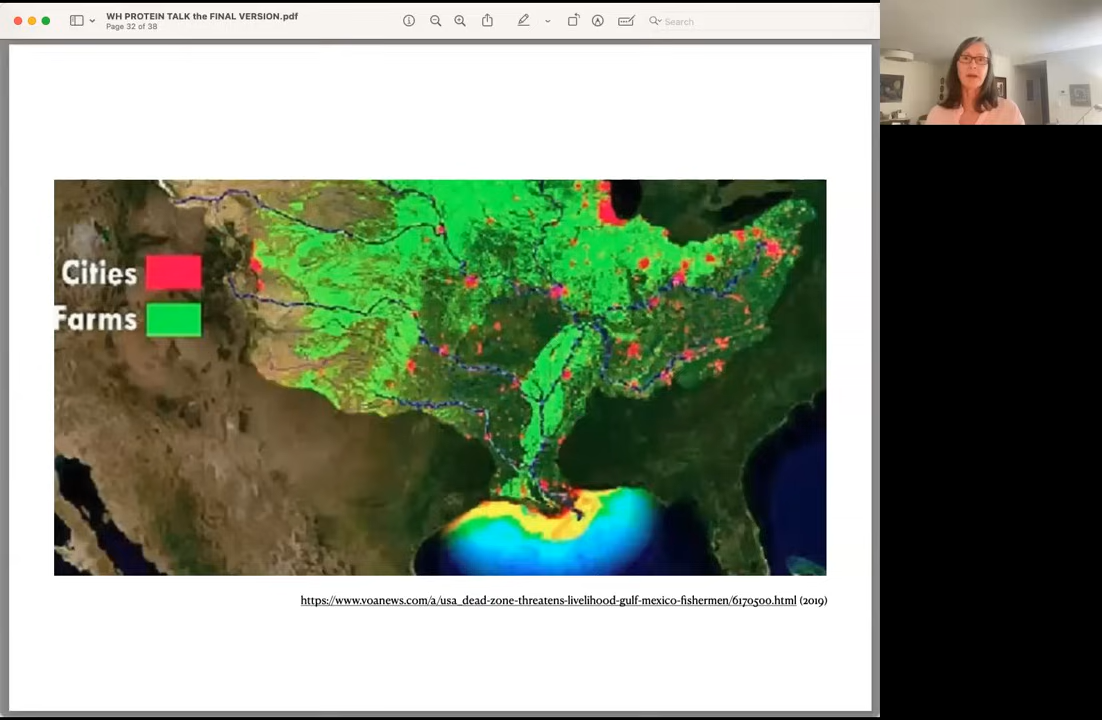 WH PROTEIN TALK the FINAL VERSION.pdf
Page 32 of 38
Search
Cities
Farms
https://www.voanews.com/a/usa_dead-zone-threatens-livelihood-gulf-mexico-fishermen/6170500.html (2019)